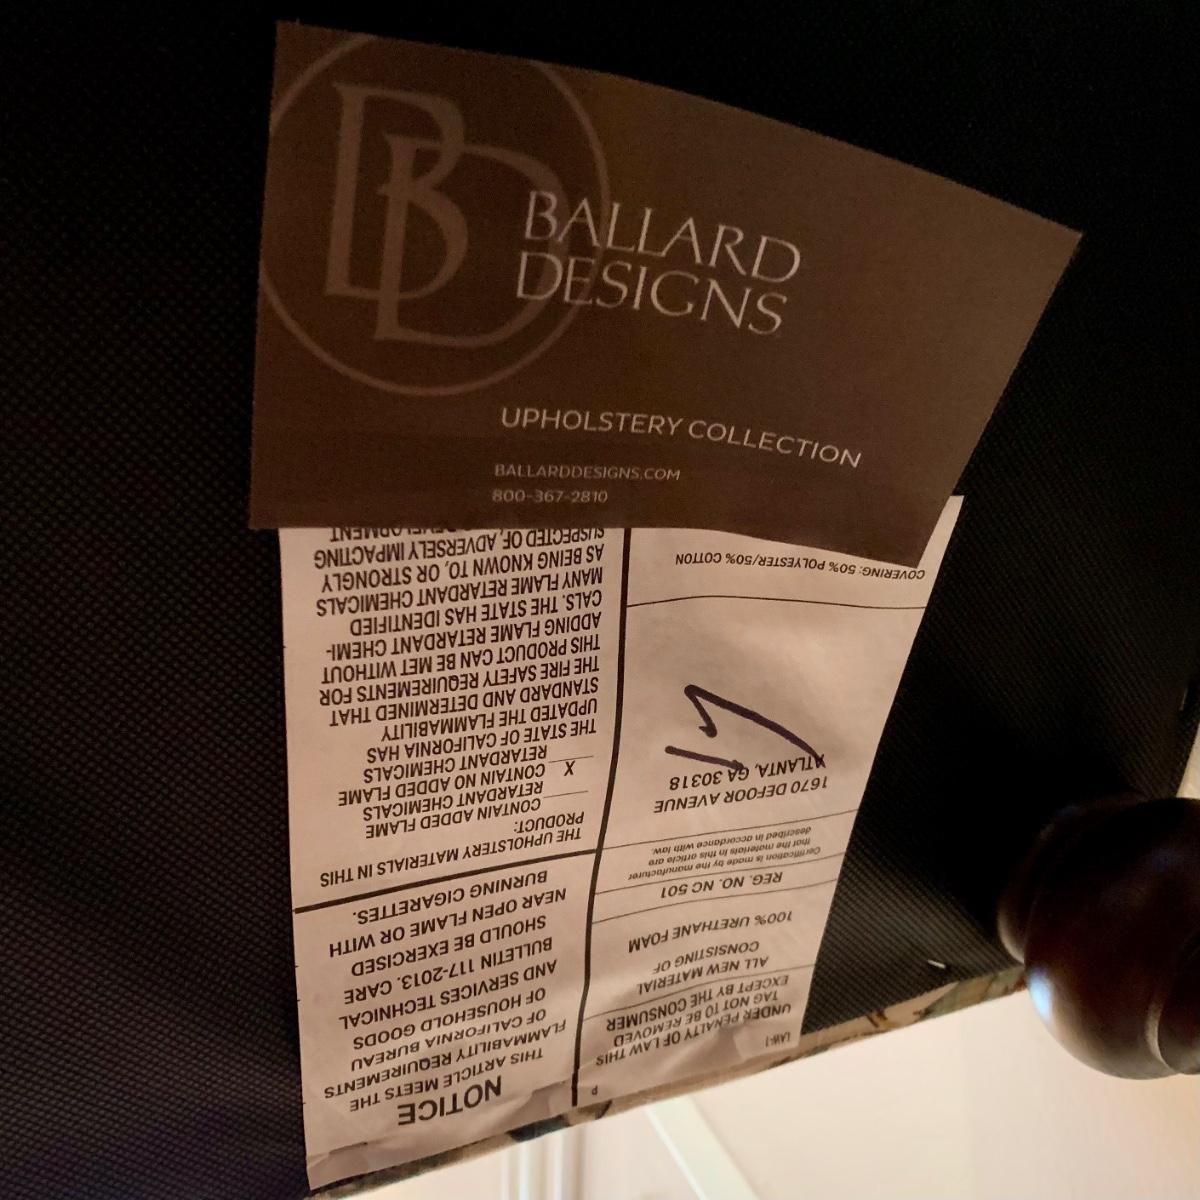 BD
BALLARD
DESIGNS
UPHOLSTERY COLLECTION
BALLARDDESIGNS.COM
800-367-2810
NOTICE
THIS ARTICLE MEETS THE
FLAMMABILITY REQUIREMENTS
OF CALIFORNIA BUREAU
OF HOUSEHOLD GOODS
AND SERVICES TECHNICAL
BULLETIN 117-2013. CARE
SHOULD BE EXERCISED
NEAR OPEN FLAME OR WITH
BURNING CIGARETTES.
THE UPHOLSTERY MATERIALS IN THIS
PRODUCT:
CONTAIN ADDED FLAME
RETARDANT CHEMICALS
X CONTAIN NO ADDED FLAME
RETARDANT CHEMICALS
THE STATE OF CALIFORNIA HAS
UPDATED THE FLAMMABILITY
STANDARD AND DETERMINED THAT
THE FIRE SAFETY REQUIREMENTS FOR
THIS PRODUCT CAN BE MET WITHOUT
ADDING FLAME RETARDANT CHEMI-
CALS. THE STATE HAS IDENTIFIED
MANY FLAME RETARDANT CHEMICALS
AS BEING KNOWN TO, OR STRONGLY
SUSPECTED OF, ADVERSELY IMPACTING
DEVELOPMENT
LAW-1
UNDER PENALTY OF LAW THIS
TAG NOT TO BE REMOVED
EXCEPT BY THE CONSUMER
ALL NEW MATERIAL
CONSISTING OF
100% URETHANE FOAM
REG. NO. NC 501
Certification is made by the manufacturer
that the materials in this article are
described in accordance with law.
1670 DEFOOR AVENUE
ATLANTA, GA 30318
COVERING: 50% POLYESTER/50% COTTON